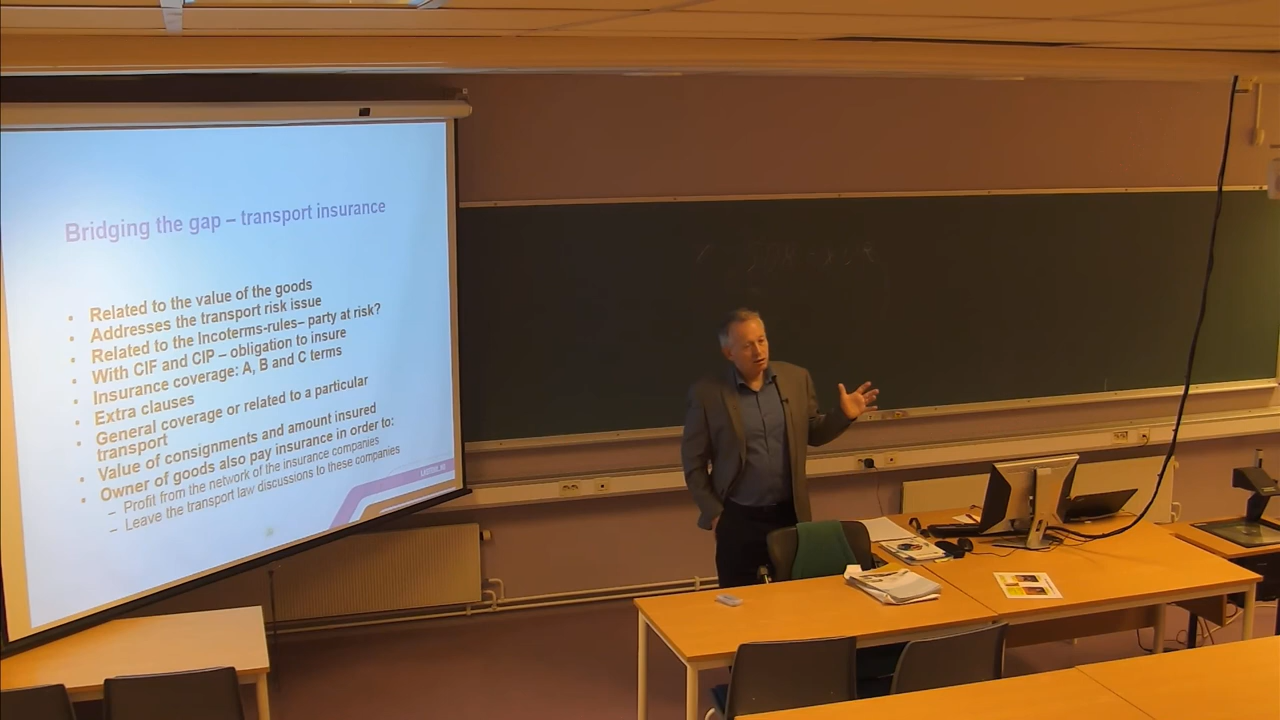 Bridging the gap – transport insurance
• Related to the value of the goods
• Addresses the transport risk issue
• Related to the Incoterms-rules– party at risk?
• With CIF and CIP – obligation to insure
• Insurance coverage: A, B and C terms
• Extra clauses
• General coverage or related to a particular
transport
• Value of consignments and amount insured
• Owner of goods also pay insurance in order to:
– Profit from the network of the insurance companies
– Leave the transport law discussions to these companies